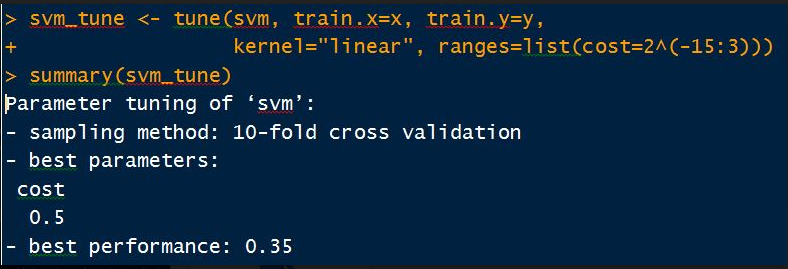 > svm_tune <- tune(svm, train.x=x, train.y=y,
+                 kernel="linear", ranges=list(cost=2^(-15:3)))
> summary(svm_tune)
Parameter tuning of ‘svm’:
- sampling method: 10-fold cross validation
- best parameters:
 cost
  0.5
- best performance: 0.35